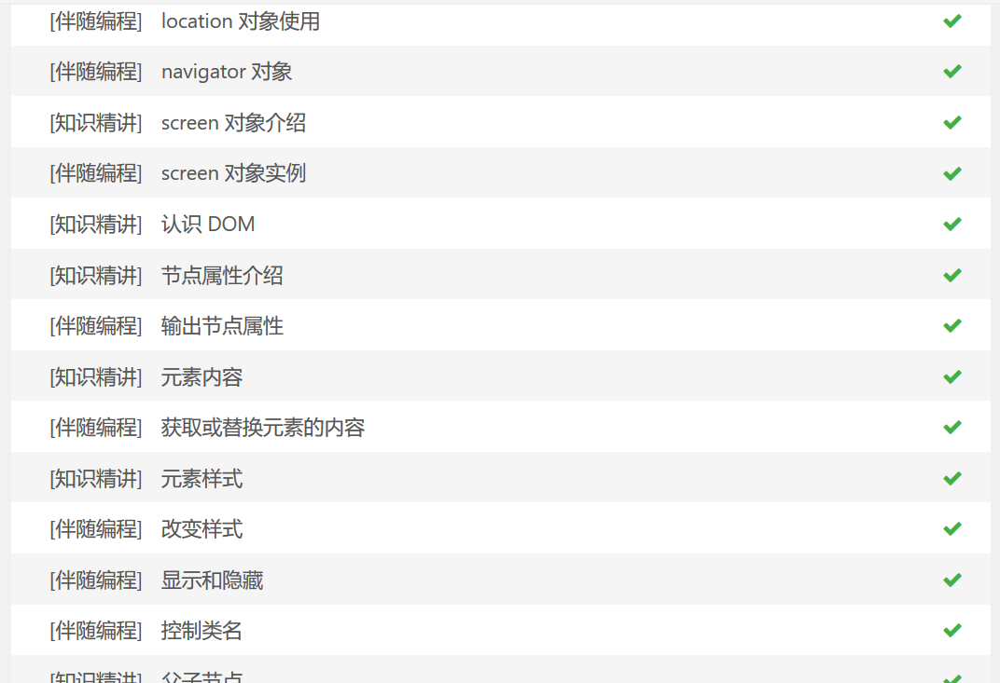 [伴随编程] location 对象使用
[伴随编程] navigator 对象
[知识精讲] screen 对象介绍
[伴随编程] screen 对象实例
[知识精讲] 认识 DOM
[知识精讲] 节点属性介绍
[伴随编程] 输出节点属性
[知识精讲] 元素内容
[伴随编程] 获取或替换元素的内容
[知识精讲] 元素样式
[伴随编程] 改变样式
[伴随编程] 显示和隐藏
[伴随编程] 控制类名
[知识精讲] 父子节点